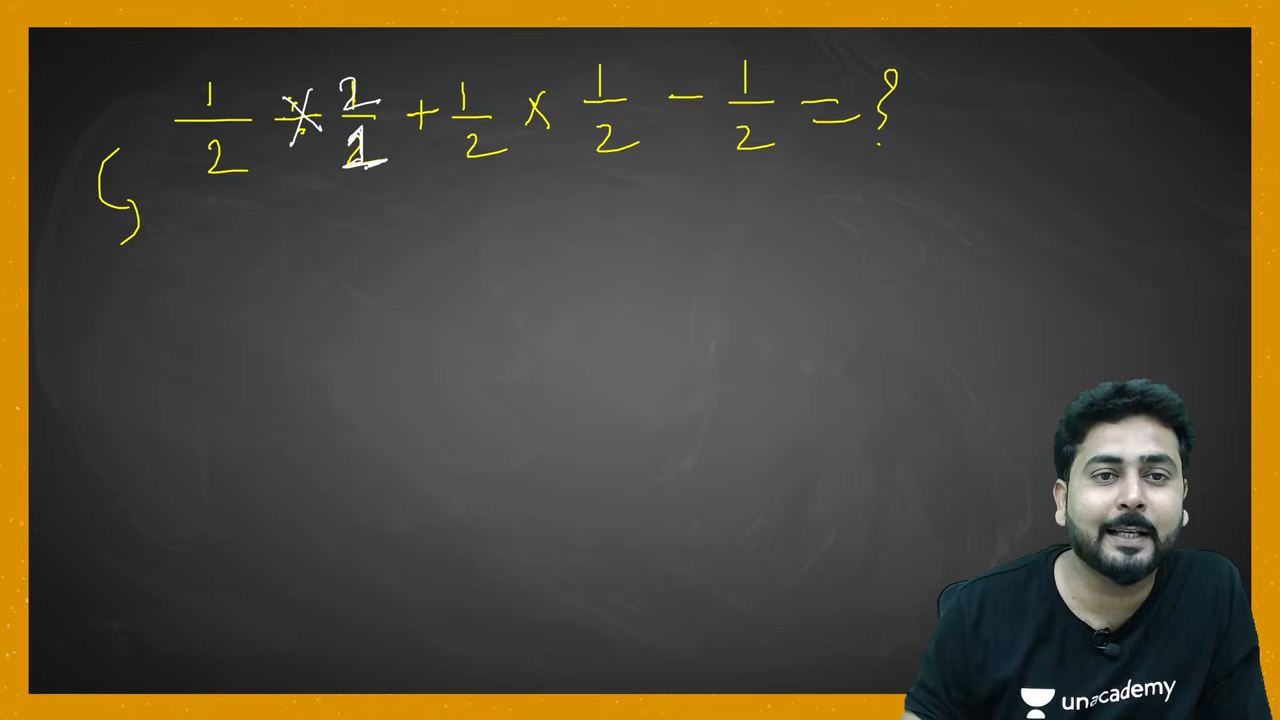 1/2 × 2/1 + 1/2 × 1/2 - 1/2 = ?
unacademy